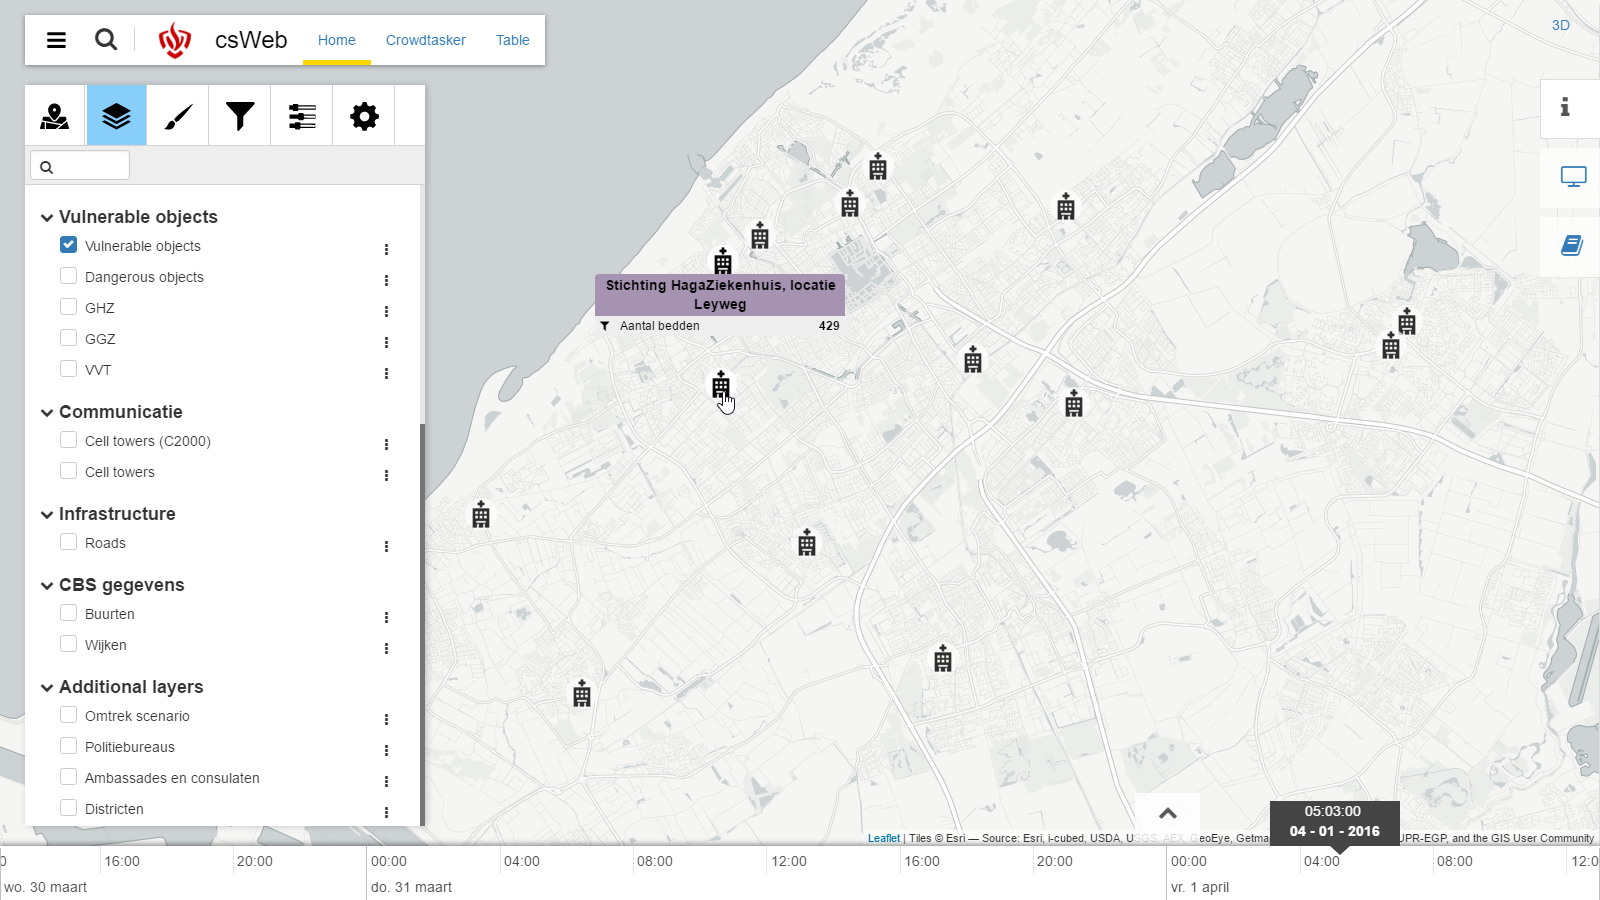 csWeb
Home
Crowdtasker
Table
3D
Vulnerable objects
Vulnerable objects
Dangerous objects
GHZ
GGZ
VVT
Communicatie
Cell towers (C2000)
Cell towers
Infrastructure
Roads
CBS gegevens
Buurten
Wijken
Additional layers
Omtrek scenario
Politiebureaus
Ambassades en consulaten
Districten
Stichting HagaZiekenhuis, locatie
Leyweg
Aantal bedden 429
05:03:00
04 - 01 - 2016
Leaflet | Tiles © Esri — Source: Esri, i-cubed, USDA, USGS, AEX, GeoEye, Getma UPR-EGP, and the GIS User Community
0 16:00 20:00 00:00 04:00 08:00 12:00 16:00 20:00 00:00 04:00 08:00 12:0
wo. 30 maart do. 31 maart vr. 1 april